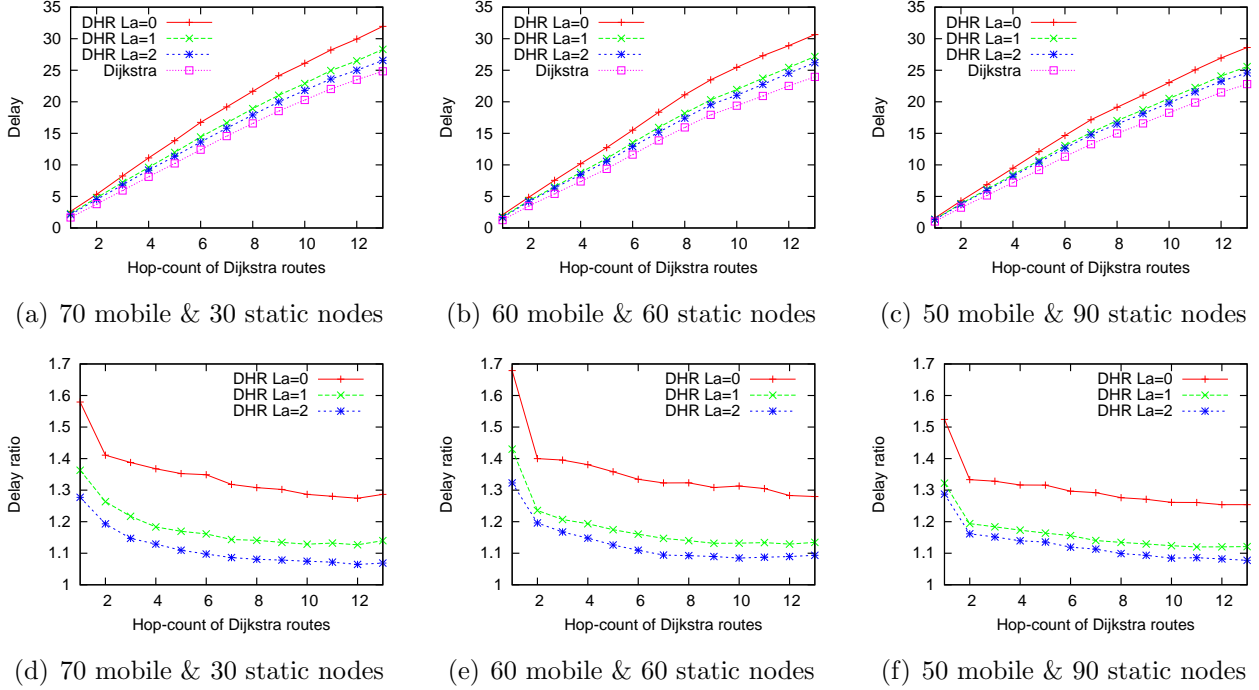 35
30
25
20
15
10
5
0
2 4 6 8 10 12
Delay
Hop-count of Dijkstra routes
DHR La=0
DHR La=1
DHR La=2
Dijkstra
(a) 70 mobile & 30 static nodes
35
30
25
20
15
10
5
0
2 4 6 8 10 12
Delay
Hop-count of Dijkstra routes
DHR La=0
DHR La=1
DHR La=2
Dijkstra
(b) 60 mobile & 60 static nodes
35
30
25
20
15
10
5
0
2 4 6 8 10 12
Delay
Hop-count of Dijkstra routes
DHR La=0
DHR La=1
DHR La=2
Dijkstra
(c) 50 mobile & 90 static nodes
1.7
1.6
1.5
1.4
1.3
1.2
1.1
1
2 4 6 8 10 12
Delay ratio
Hop-count of Dijkstra routes
DHR La=0
DHR La=1
DHR La=2
(d) 70 mobile & 30 static nodes
1.7
1.6
1.5
1.4
1.3
1.2
1.1
1
2 4 6 8 10 12
Delay ratio
Hop-count of Dijkstra routes
DHR La=0
DHR La=1
DHR La=2
(e) 60 mobile & 60 static nodes
1.7
1.6
1.5
1.4
1.3
1.2
1.1
1
2 4 6 8 10 12
Delay ratio
Hop-count of Dijkstra routes
DHR La=0
DHR La=1
DHR La=2
(f) 50 mobile & 90 static nodes